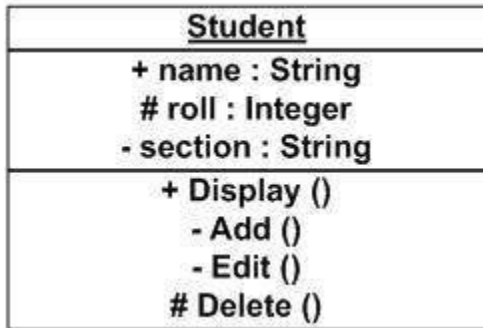 Student
+ name : String
# roll : Integer
- section : String
+ Display ()
- Add ()
- Edit ()
# Delete ()